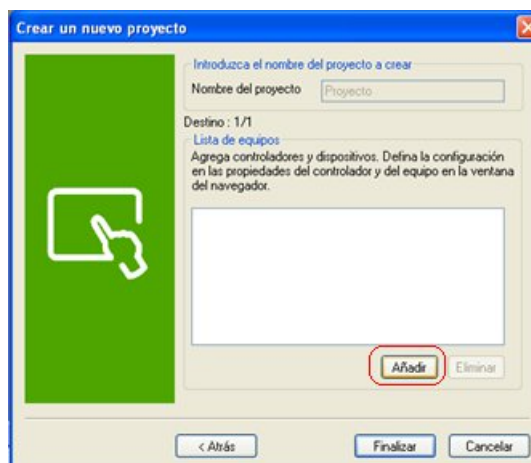 Crear un nuevo proyecto
Introduzca el nombre del proyecto a crear
Nombre del proyecto Proyecto
Destino : 1/1
Lista de equipos
Agrega controladores y dispositivos. Defina la configuración
en las propiedades del controlador y del equipo en la ventana
del navegador.
Añadir Eliminar
< Atrás Finalizar Cancelar